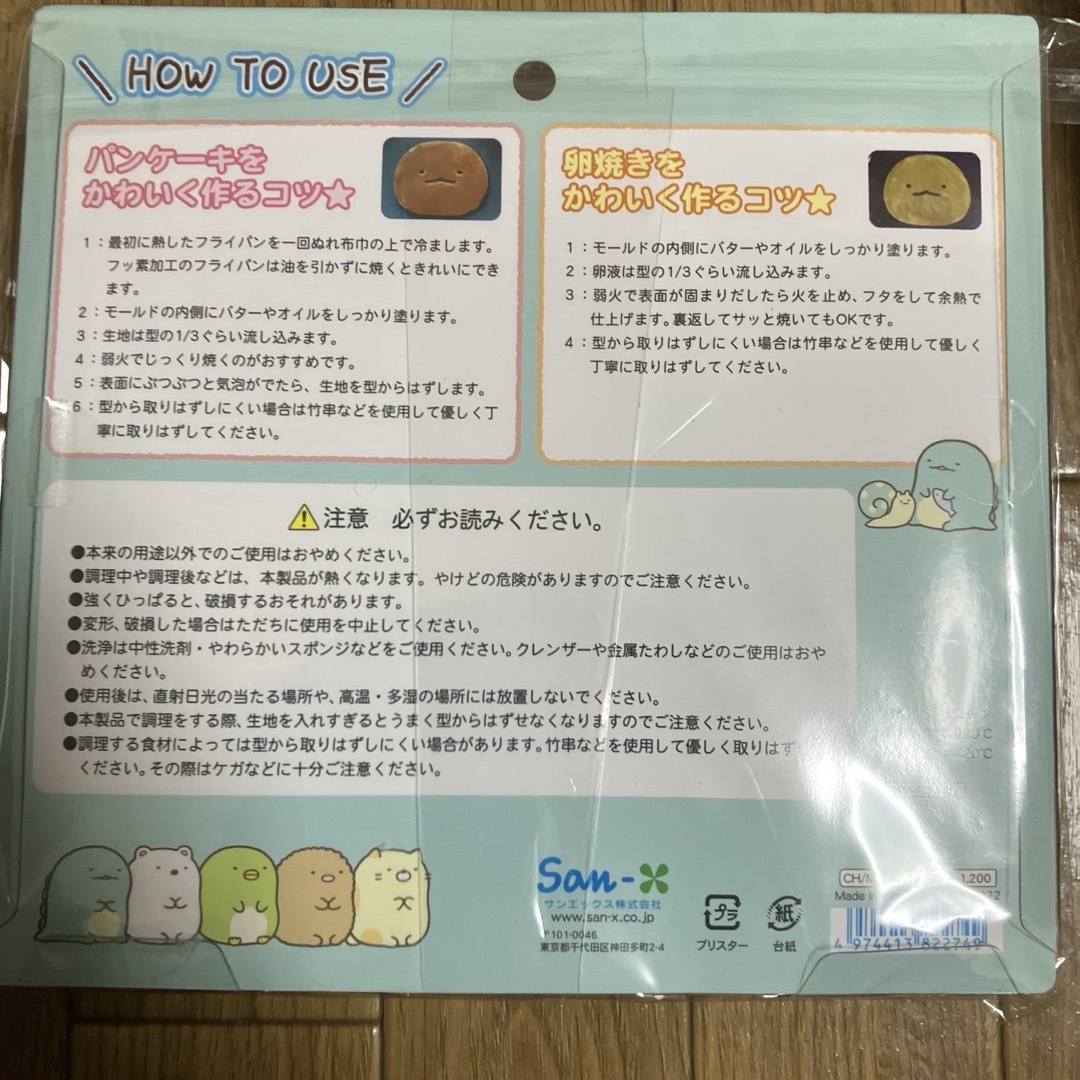 HOW TO USE
パンケーキを
かわいく作るコツ★
1：最初に熱したフライパンを一回ぬれ布巾の上で冷まします。
フッ素加工のフライパンは油を引かずに焼くときれいにでき
ます。
2：モールドの内側にバターやオイルをしっかり塗ります。
3：生地は型の1/3ぐらい流し込みます。
4：弱火でじっくり焼くのがおすすめです。
5：表面にぷつぷつと気泡がでたら、生地を型からはずします。
6：型から取りはずしにくい場合は竹串などを使用して優しく丁
寧に取りはずしてください。
卵焼きを
かわいく作るコツ★
1：モールドの内側にバターやオイルをしっかり塗ります。
2：卵液は型の1/3ぐらい流し込みます。
3：弱火で表面が固まりだしたら火を止め、フタをして余熱で
仕上げます。裏返してサッと焼いてもOKです。
4：型から取りはずしにくい場合は竹串などを使用して優しく
丁寧に取りはずしてください。
注意 必ずお読みください。
●本来の用途以外でのご使用はおやめください。
●調理中や調理後などは、本製品が熱くなります。やけどの危険がありますのでご注意ください。
●強くひっぱると、破損するおそれがあります。
●変形、破損した場合はただちに使用を中止してください。
●洗浄は中性洗剤・やわらかいスポンジなどをご使用ください。クレンザーや金属たわしなどのご使用はおや
めください。
●使用後は、直射日光の当たる場所や、高温・多湿の場所には放置しないでください。
●本製品で調理をする際、生地を入れすぎるとうまく型からはずせなくなりますのでご注意ください。
●調理する食材によっては型から取りはずしにくい場合があります。竹串などを使用して優しく取りはず
ください。その際はケガなどに十分ご注意ください。
20℃
San-X
サンエックス株式会社
www.san-x.co.jp
〒101-0046
東京都千代田区神田多町2-4
プラ
ブリスター
紙
台紙
CH/M 1,200
Made in
4 974413 822749